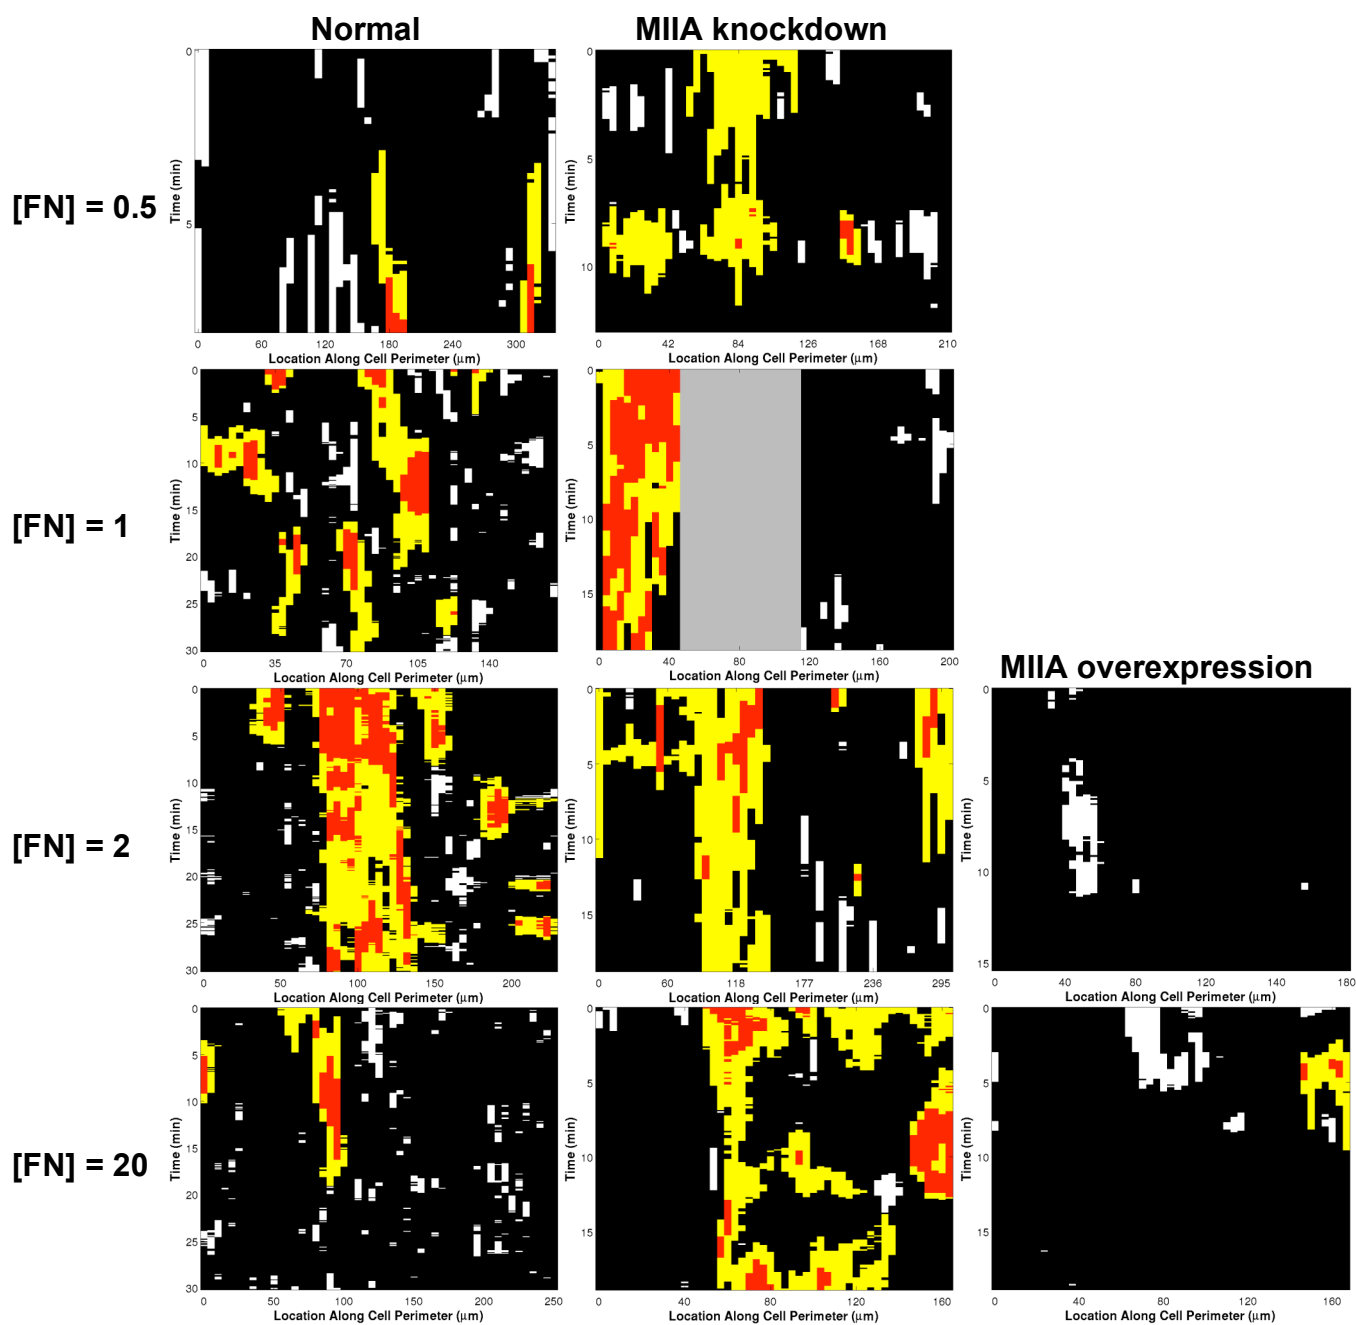 Normal
MIIA knockdown
[FN] = 0.5
Time (min)
0
5
0 60 120 180 240 300
Location Along Cell Perimeter (μm)
Time (min)
0
5
10
0 42 84 126 168 210
Location Along Cell Perimeter (μm)
[FN] = 1
Time (min)
0
5
10
15
20
25
30
0 35 70 105 140
Location Along Cell Perimeter (μm)
Time (min)
0
5
10
15
0 40 80 120 160 200
Location Along Cell Perimeter (μm)
MIIA overexpression
[FN] = 2
Time (min)
0
5
10
15
20
25
30
50 100 150 200
Location Along Cell Perimeter (μm)
Time (min)
0
5
10
15
0 60 118 177 236 295
Location Along Cell Perimeter (μm)
Time (min)
0
5
10
15
0 40 80 120 140 180
Location Along Cell Perimeter (μm)
[FN] = 20
Time (min)
0
5
10
15
20
25
30
0 50 100 150 200 250
Location Along Cell Perimeter (μm)
Time (min)
0
5
10
15
0 40 80 120 160
Location Along Cell Perimeter (μm)
Time (min)
0
5
10
15
0 40 80 120 160
Location Along Cell Perimeter (μm)